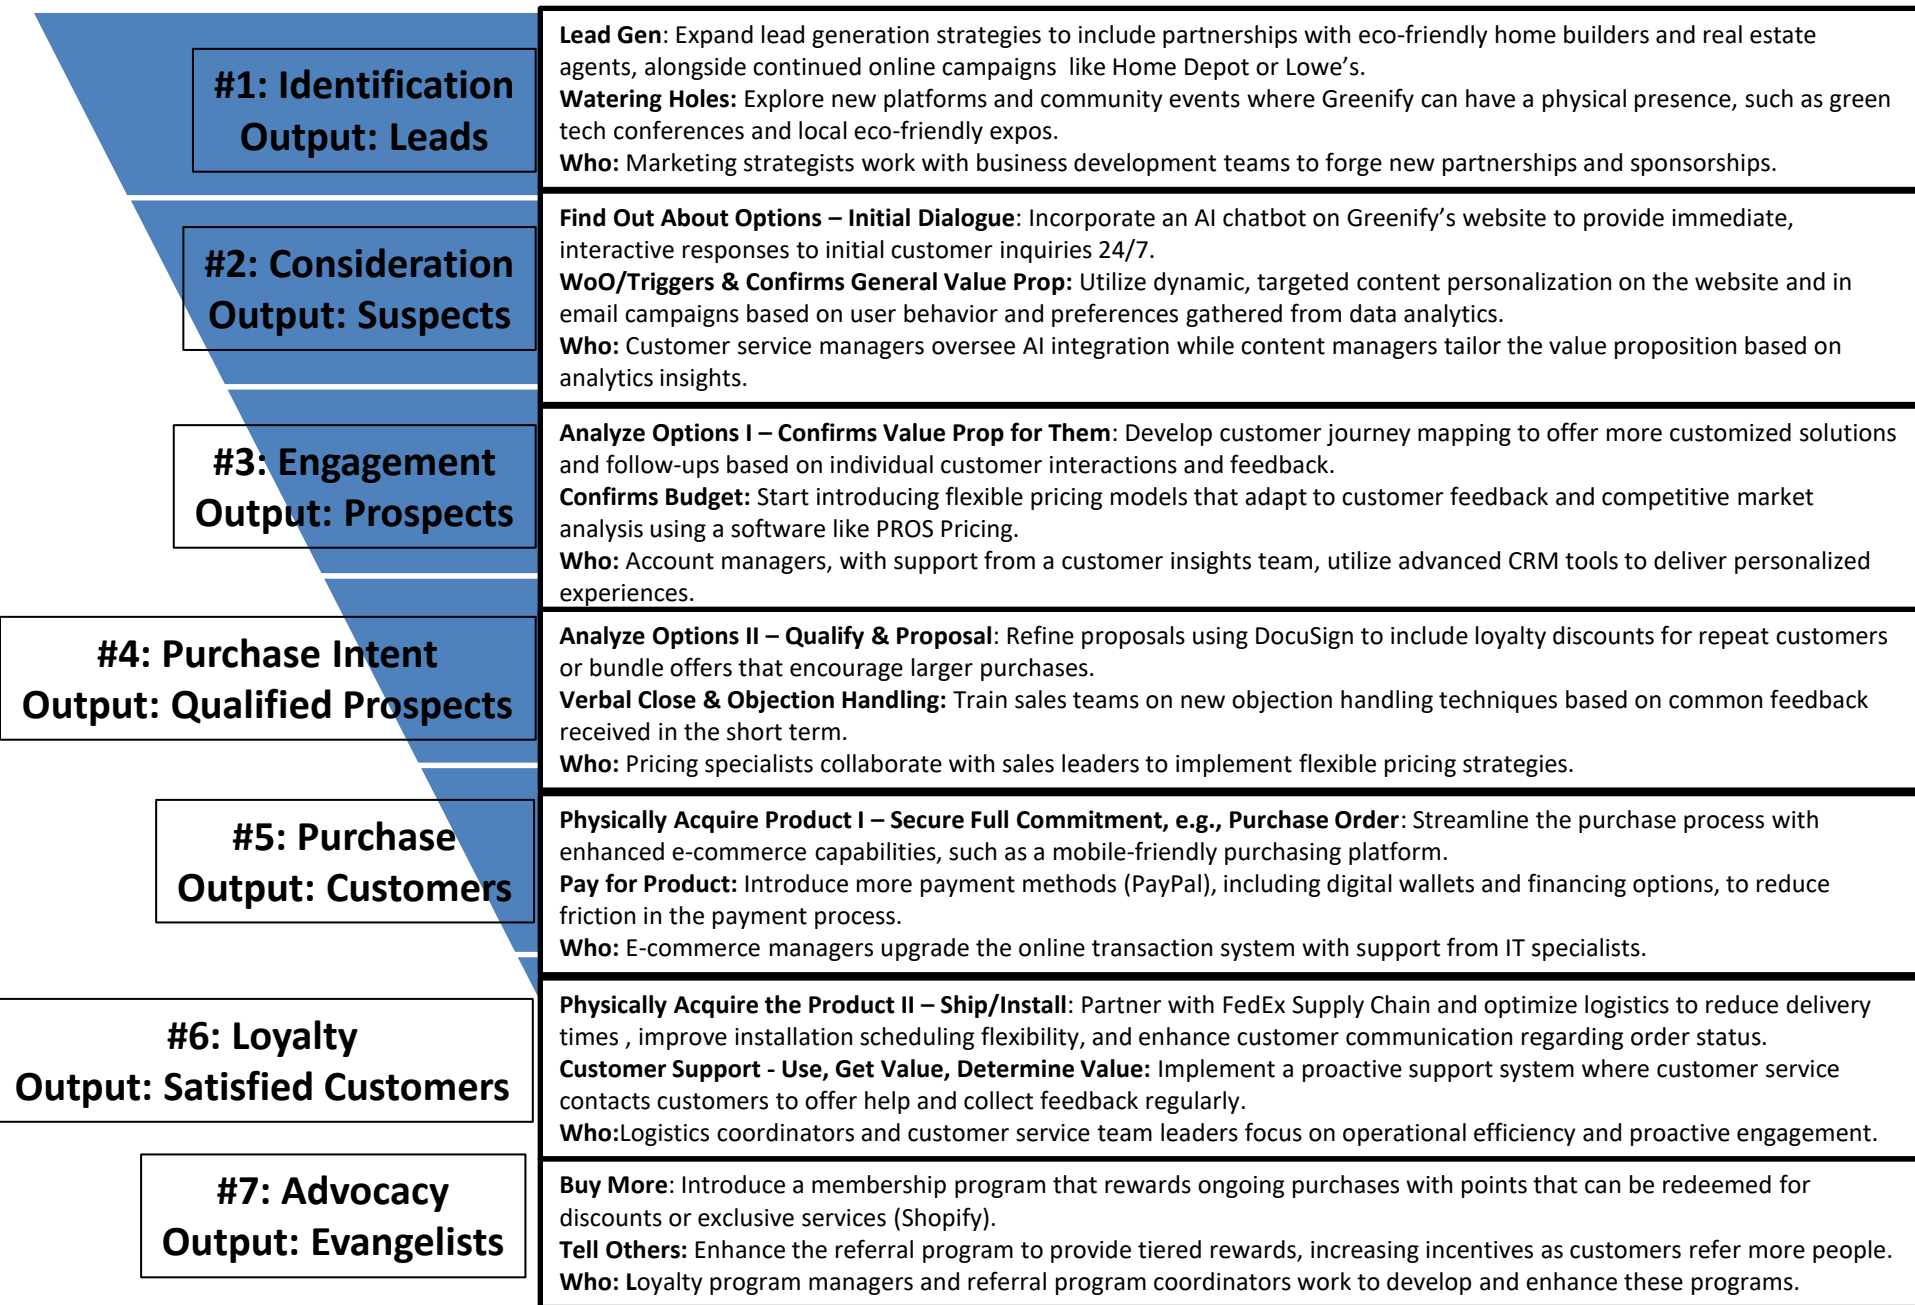 #1: Identification
Output: Leads
Lead Gen: Expand lead generation strategies to include partnerships with eco-friendly home builders and real estate
agents, alongside continued online campaigns  like Home Depot or Lowe’s.
Watering Holes: Explore new platforms and community events where Greenify can have a physical presence, such as green
tech conferences and local eco-friendly expos.
Who: Marketing strategists work with business development teams to forge new partnerships and sponsorships.
#2: Consideration
Output: Suspects
Find Out About Options – Initial Dialogue: Incorporate an AI chatbot on Greenify’s website to provide immediate,
interactive responses to initial customer inquiries 24/7.
WoO/Triggers & Confirms General Value Prop: Utilize dynamic, targeted content personalization on the website and in
email campaigns based on user behavior and preferences gathered from data analytics.
Who: Customer service managers oversee AI integration while content managers tailor the value proposition based on
analytics insights.
#3: Engagement
Output: Prospects
Analyze Options I – Confirms Value Prop for Them: Develop customer journey mapping to offer more customized solutions
and follow-ups based on individual customer interactions and feedback.
Confirms Budget: Start introducing flexible pricing models that adapt to customer feedback and competitive market
analysis using a software like PROS Pricing.
Who: Account managers, with support from a customer insights team, utilize advanced CRM tools to deliver personalized
experiences.
#4: Purchase Intent
Output: Qualified Prospects
Analyze Options II – Qualify & Proposal: Refine proposals using DocuSign to include loyalty discounts for repeat customers
or bundle offers that encourage larger purchases.
Verbal Close & Objection Handling: Train sales teams on new objection handling techniques based on common feedback
received in the short term.
Who: Pricing specialists collaborate with sales leaders to implement flexible pricing strategies.
#5: Purchase
Output: Customers
Physically Acquire Product I – Secure Full Commitment, e.g., Purchase Order: Streamline the purchase process with
enhanced e-commerce capabilities, such as a mobile-friendly purchasing platform.
Pay for Product: Introduce more payment methods (PayPal), including digital wallets and financing options, to reduce
friction in the payment process.
Who: E-commerce managers upgrade the online transaction system with support from IT specialists.
#6: Loyalty
Output: Satisfied Customers
Physically Acquire the Product II – Ship/Install: Partner with FedEx Supply Chain and optimize logistics to reduce delivery
times , improve installation scheduling flexibility, and enhance customer communication regarding order status.
Customer Support - Use, Get Value, Determine Value: Implement a proactive support system where customer service
contacts customers to offer help and collect feedback regularly.
Who:Logistics coordinators and customer service team leaders focus on operational efficiency and proactive engagement.
#7: Advocacy
Output: Evangelists
Buy More: Introduce a membership program that rewards ongoing purchases with points that can be redeemed for
discounts or exclusive services (Shopify).
Tell Others: Enhance the referral program to provide tiered rewards, increasing incentives as customers refer more people.
Who: Loyalty program managers and referral program coordinators work to develop and enhance these programs.